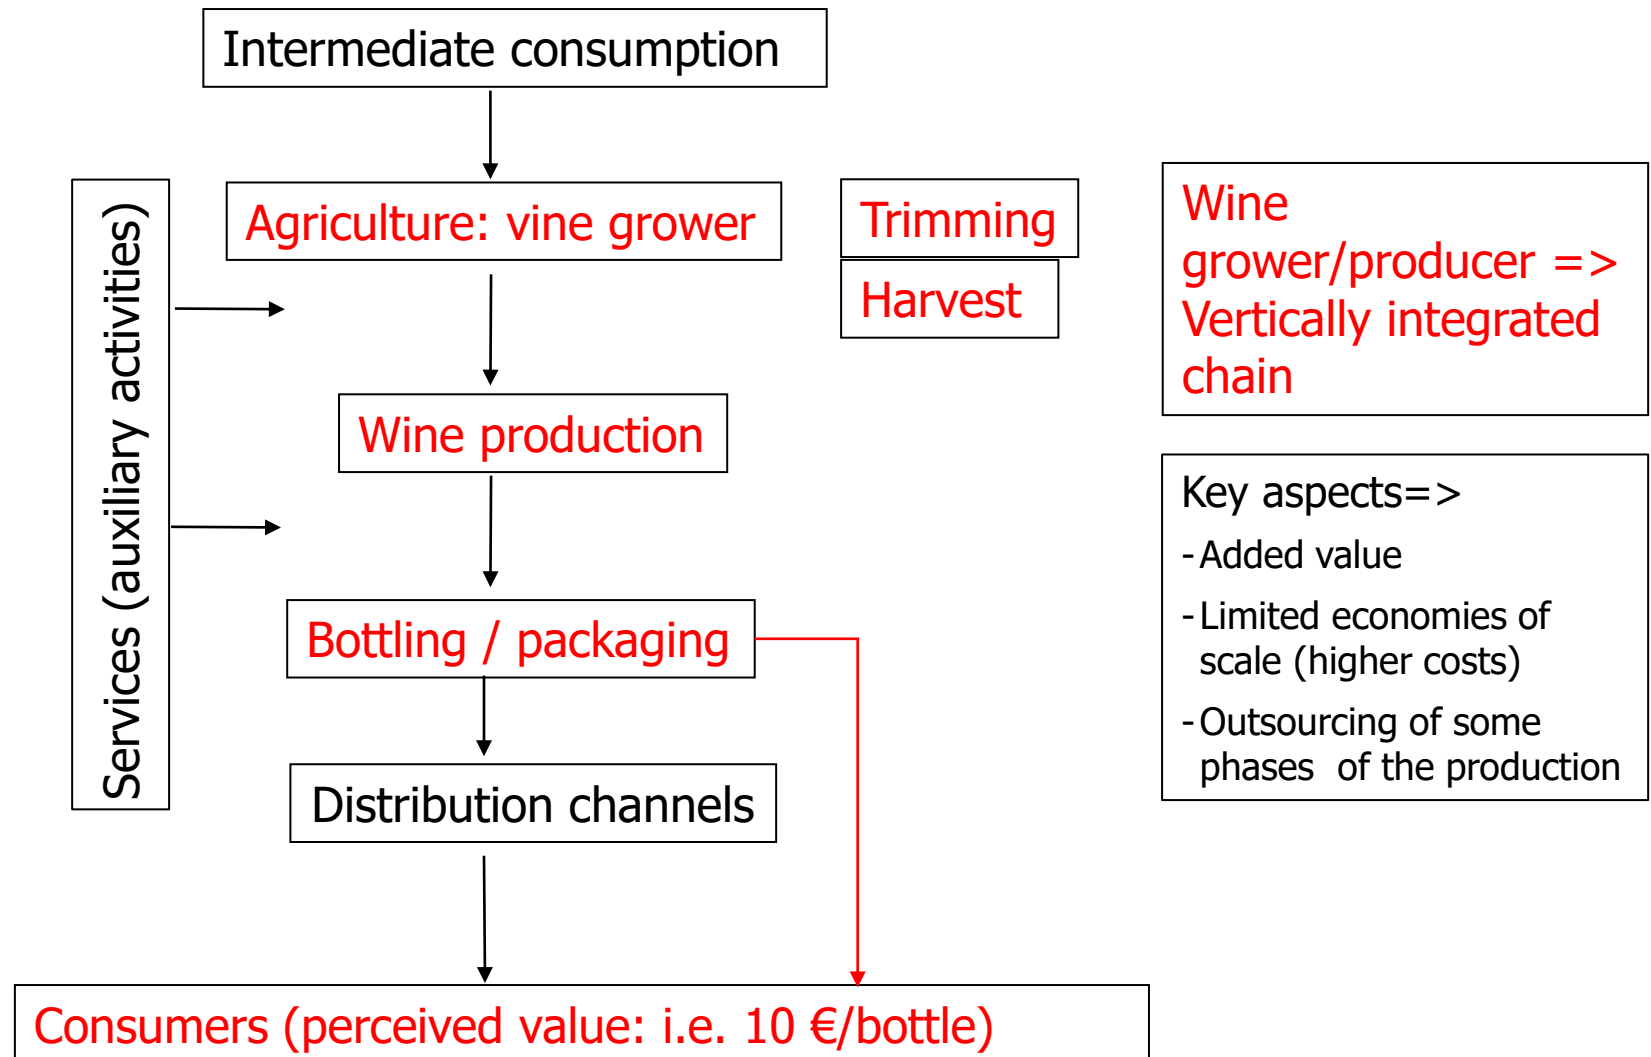 Intermediate consumption
Services (auxiliary activities)
Agriculture: vine grower
Trimming
Harvest
Wine
grower/producer =>
Vertically integrated
chain
Wine production
Key aspects=>
-Added value
-Limited economies of
scale (higher costs)
-Outsourcing of some
phases of the production
Bottling / packaging
Distribution channels
Consumers (perceived value: i.e. 10 €/bottle)